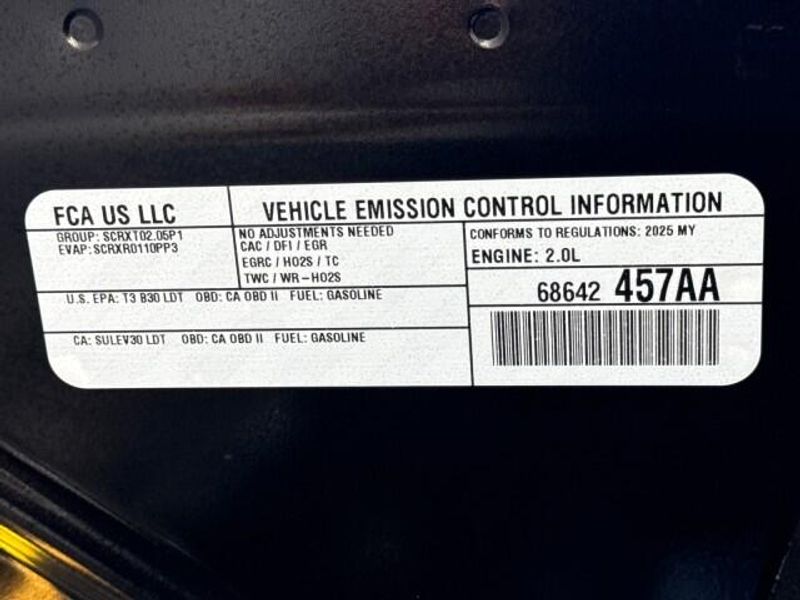 FCA US LLC
VEHICLE EMISSION CONTROL INFORMATION
GROUP: SCRXT02.05P1
EVAP: SCRXR0110PP3
NO ADJUSTMENTS NEEDED
CAC / DFI / EGR
EGRC / HO2S / TC
TWC / WR-HO2S
CONFORMS TO REGULATIONS: 2025 MY
ENGINE: 2.0L
U.S. EPA: T3 B30 LDT OBD: CA OBD II FUEL: GASOLINE
68642 457AA
CA: SULEV30 LDT OBD: CA OBD II FUEL: GASOLINE